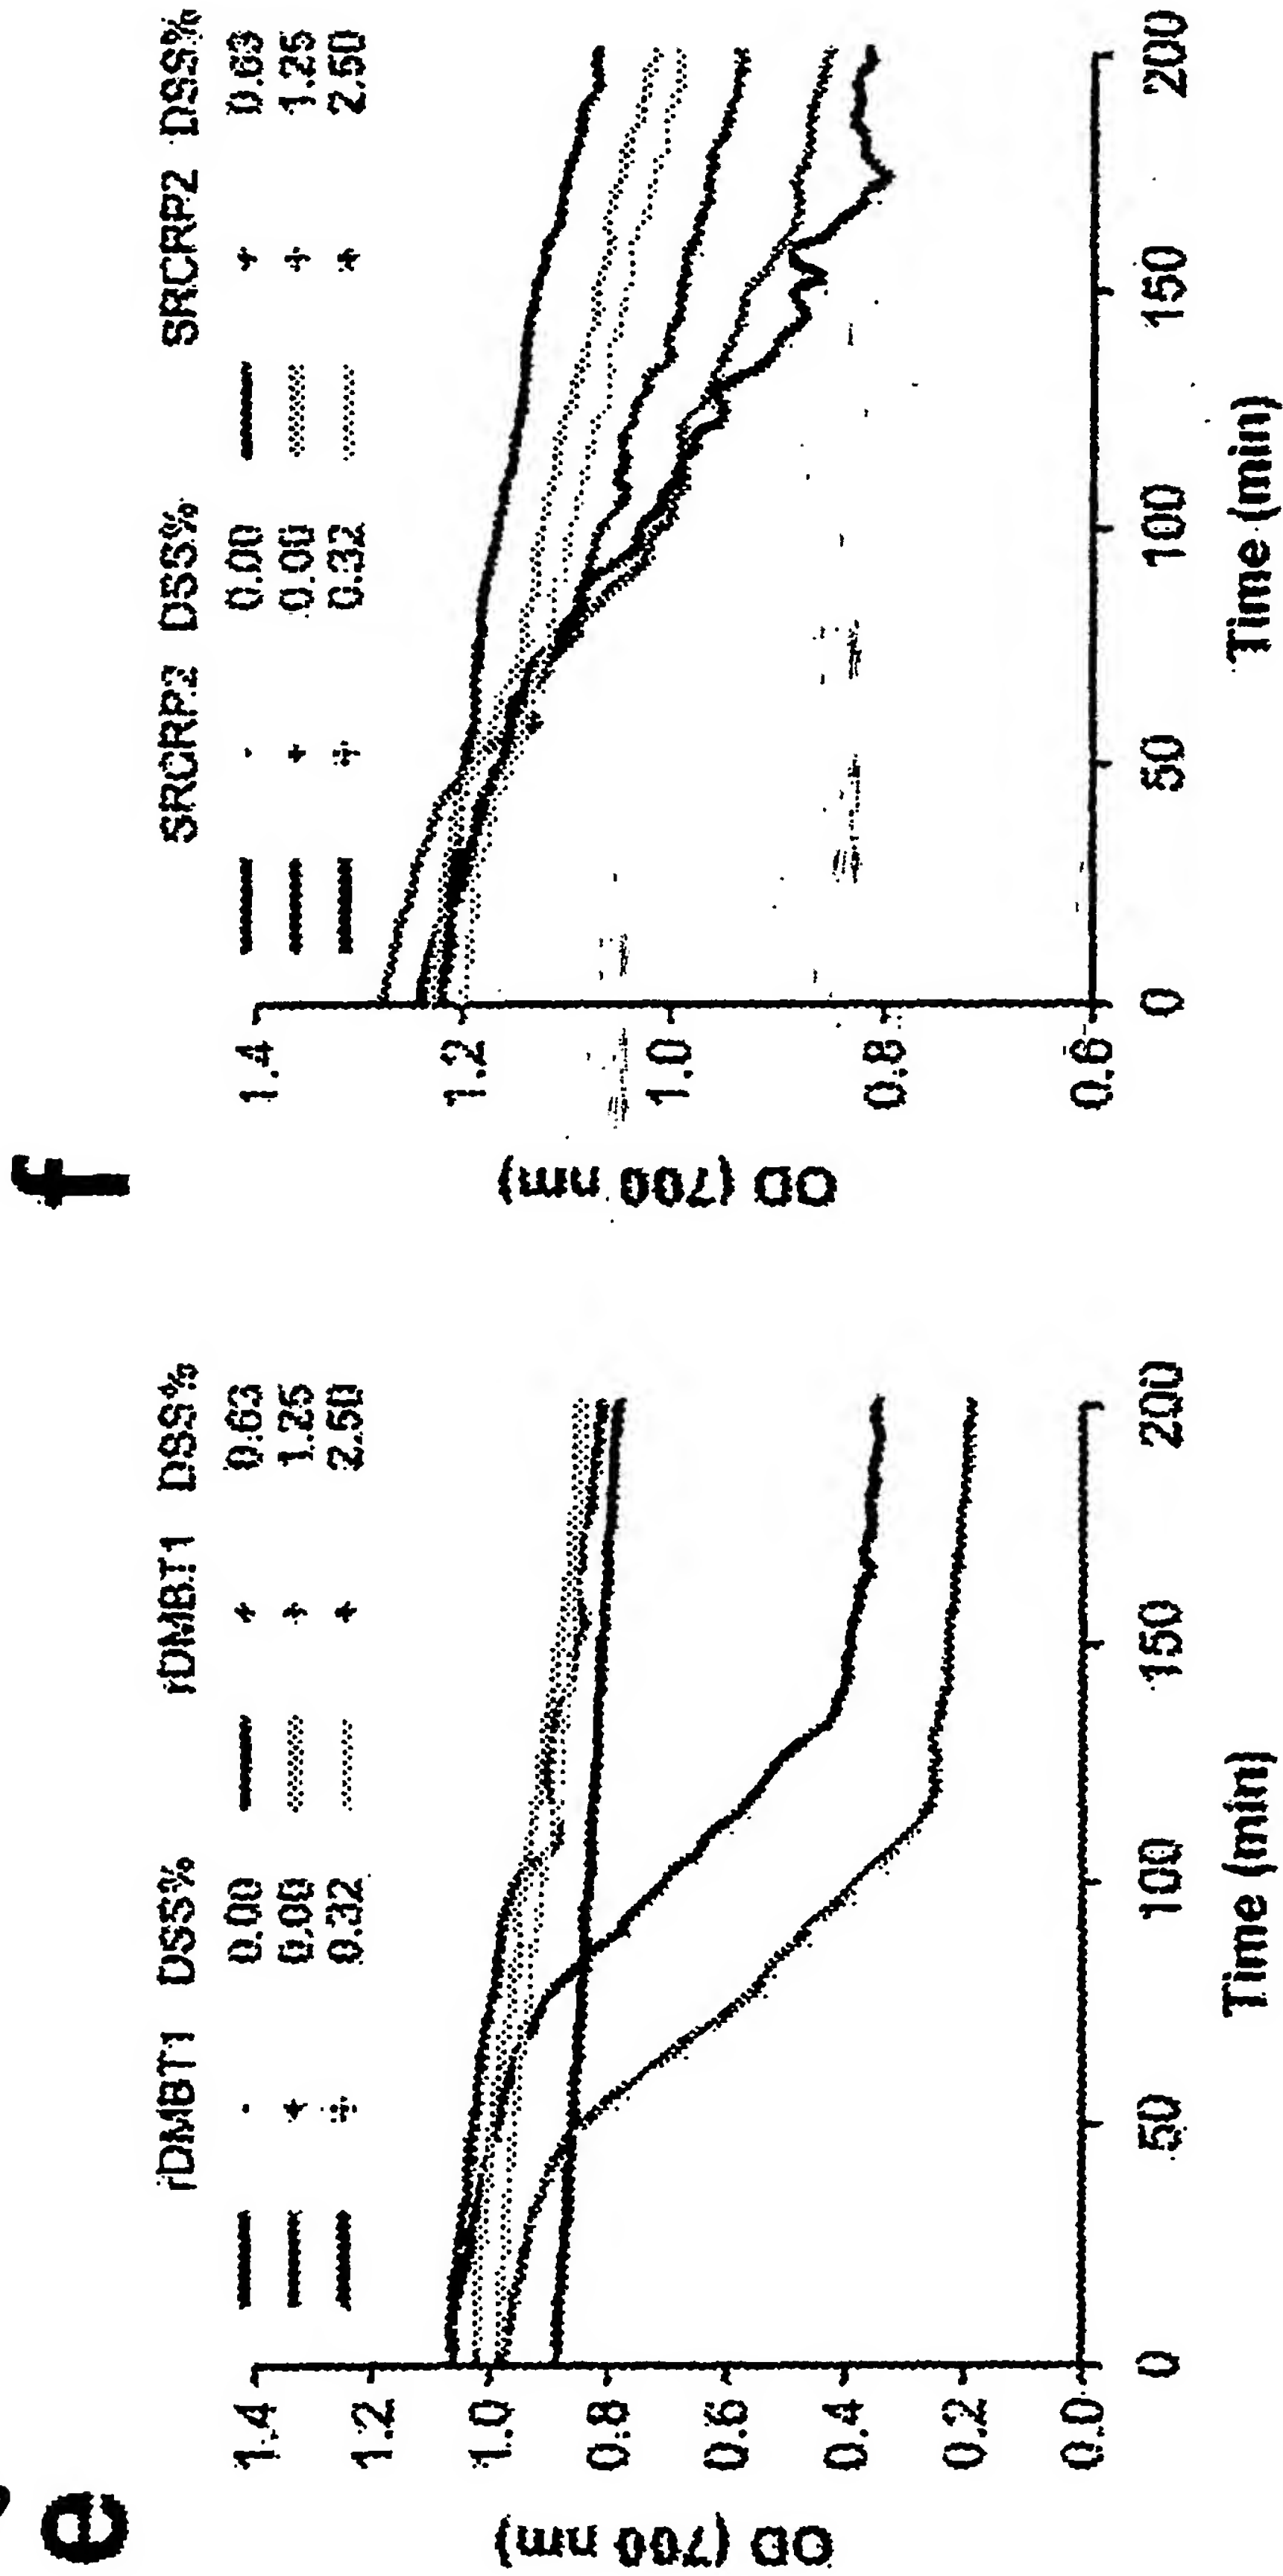 e
rDMBT1 DSS% rDMBT1 DSS%
- 0.00 + 0.63
+ 0.00 + 1.25
+ 0.32 + 2.50
OD (700 nm)
1.4
1.2
1.0
0.8
0.6
0.4
0.2
0.0
0 50 100 150 200
Time (min)
f
SRCRP2 DSS% SRCRP2 DSS%
- 0.00 + 0.63
+ 0.00 + 1.25
+ 0.32 + 2.50
OD (700 nm)
1.4
1.2
1.0
0.8
0.6
0 50 100 150 200
Time (min)